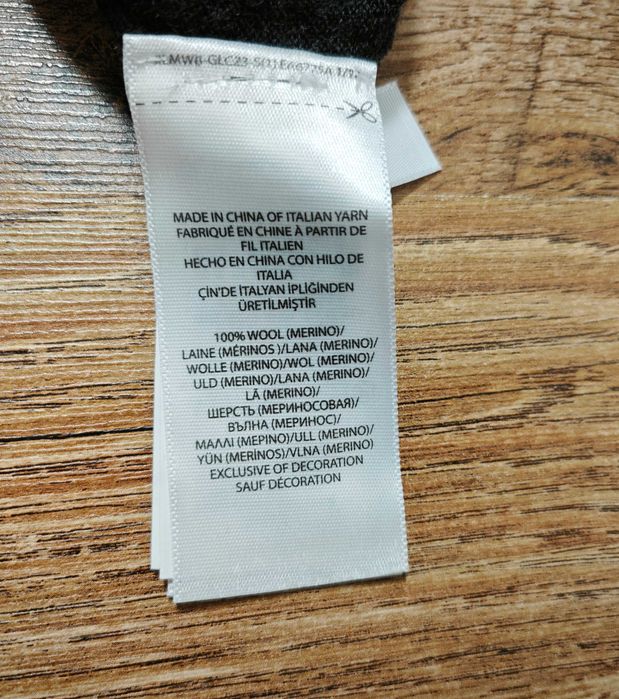 MADE IN CHINA OF ITALIAN YARN
FABRIQUÉ EN CHINE À PARTIR DE
FIL ITALIEN
HECHO EN CHINA CON HILO DE
ITALIA
ÇİN'DE İTALYAN İPLİĞİNDEN
ÜRETİLMİŞTİR
100% WOOL (MERINO)/
LAINE (MÉRINOS )/LANA (MERINO)/
WOLLE (MERINO)/WOL (MERINO)/
ULD (MERINO)/LANA (MERINO)/
LÃ (MERINO)/
ШЕРСТЬ (МЕРИНОСОВАЯ)/
ВЪЛНА (МЕРИНОС)/
ΜΑΛΛΙ (ΜΕΡΙΝΟ)/ULL (MERINO)/
YÜN (MERİNOS)/VLNA (MERINO)
EXCLUSIVE OF DECORATION
SAUF DÉCORATION